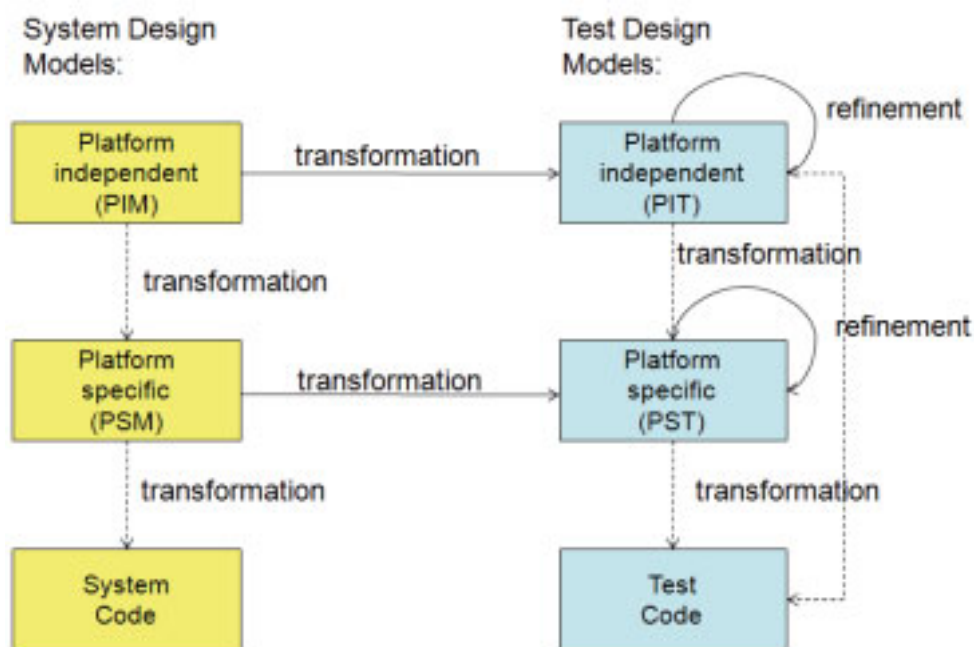 System Design
Models:
Test Design
Models:
refinement
Platform
independent
(PIM)
transformation
Platform
independent
(PIT)
transformation
transformation
refinement
Platform
specific
(PSM)
transformation
Platform
specific
(PST)
transformation
transformation
System
Code
Test
Code